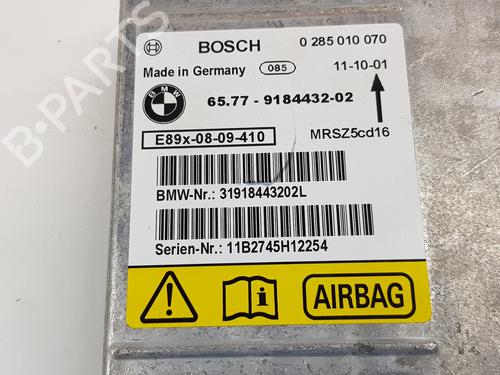 BOSCH 0 285 010 070
Made in Germany 085 11-10-01
BMW 65.77 - 9184432-02
E89x-08-09-410 MRSZ5cd16
BMW-Nr.: 31918443202L
Serien-Nr.: 11B2745H12254
AIRBAG
B-PARTS